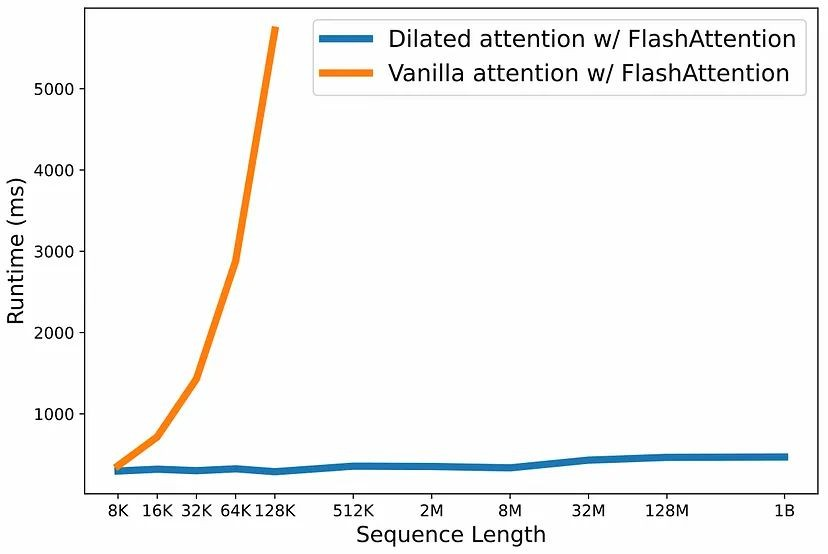 Dilated attention w/ FlashAttention
Vanilla attention w/ FlashAttention
5000
4000
3000
2000
1000
Runtime (ms)
8K 16K 32K 64K 128K 512K 2M 8M 32M 128M 1B
Sequence Length